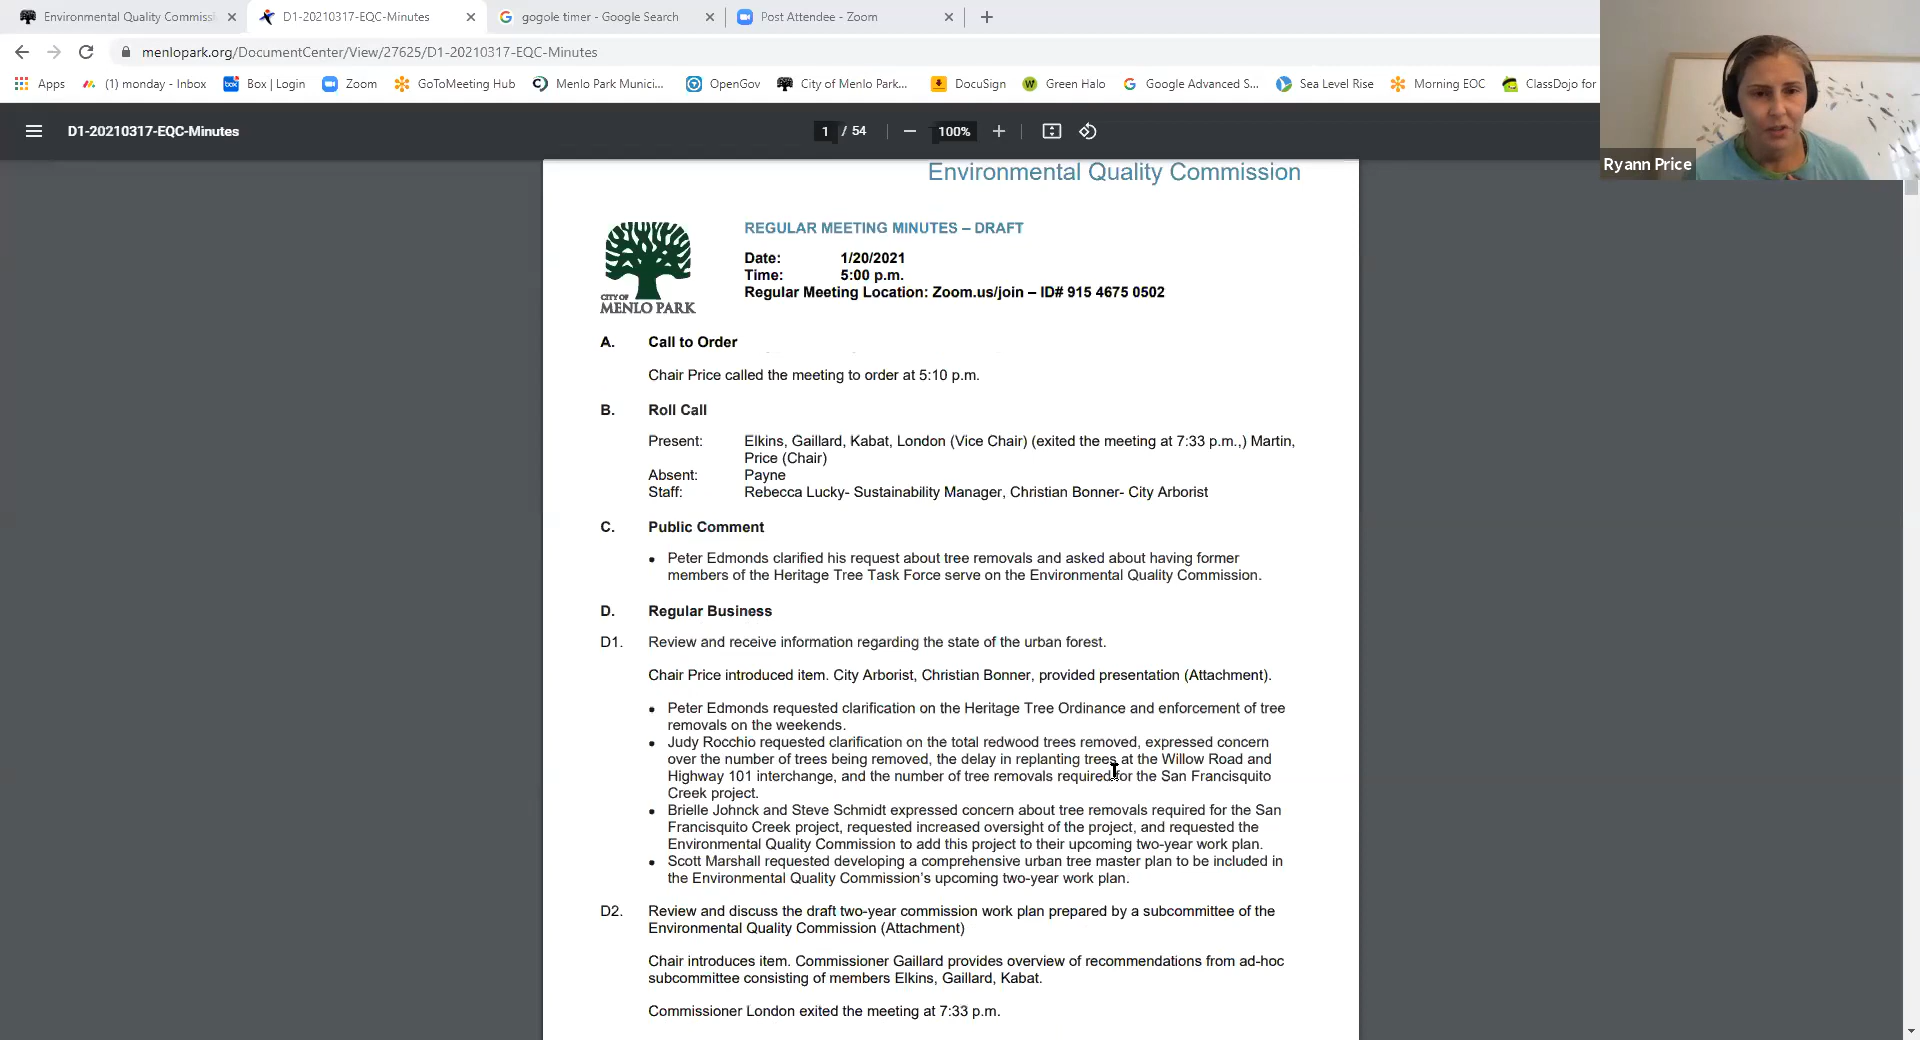 Environmental Quality Commissi
D1-20210317-EQC-Minutes
gogole timer - Google Search
Post Attendee - Zoom
menlopark.org/DocumentCenter/View/27625/D1-20210317-EQC-Minutes
Apps
(1) monday - Inbox
Box | Login
Zoom
GoToMeeting Hub
Menlo Park Munici...
OpenGov
City of Menlo Park...
DocuSign
Green Halo
Google Advanced S...
Sea Level Rise
Morning EOC
ClassDojo for
D1-20210317-EQC-Minutes
1 / 54
100%
Ryann Price
Environmental Quality Commission
REGULAR MEETING MINUTES – DRAFT
Date: 1/20/2021
Time: 5:00 p.m.
Regular Meeting Location: Zoom.us/join – ID# 915 4675 0502
CITY OF
MENLO PARK
A. Call to Order
Chair Price called the meeting to order at 5:10 p.m.
B. Roll Call
Present: Elkins, Gaillard, Kabat, London (Vice Chair) (exited the meeting at 7:33 p.m.,) Martin,
Price (Chair)
Absent: Payne
Staff: Rebecca Lucky- Sustainability Manager, Christian Bonner- City Arborist
C. Public Comment
• Peter Edmonds clarified his request about tree removals and asked about having former
members of the Heritage Tree Task Force serve on the Environmental Quality Commission.
D. Regular Business
D1. Review and receive information regarding the state of the urban forest.
Chair Price introduced item. City Arborist, Christian Bonner, provided presentation (Attachment).
• Peter Edmonds requested clarification on the Heritage Tree Ordinance and enforcement of tree
removals on the weekends.
• Judy Rocchio requested clarification on the total redwood trees removed, expressed concern
over the number of trees being removed, the delay in replanting trees at the Willow Road and
Highway 101 interchange, and the number of tree removals required for the San Francisquito
Creek project.
• Brielle Johnck and Steve Schmidt expressed concern about tree removals required for the San
Francisquito Creek project, requested increased oversight of the project, and requested the
Environmental Quality Commission to add this project to their upcoming two-year work plan.
• Scott Marshall requested developing a comprehensive urban tree master plan to be included in
the Environmental Quality Commission's upcoming two-year work plan.
D2. Review and discuss the draft two-year commission work plan prepared by a subcommittee of the
Environmental Quality Commission (Attachment)
Chair introduces item. Commissioner Gaillard provides overview of recommendations from ad-hoc
subcommittee consisting of members Elkins, Gaillard, Kabat.
Commissioner London exited the meeting at 7:33 p.m.